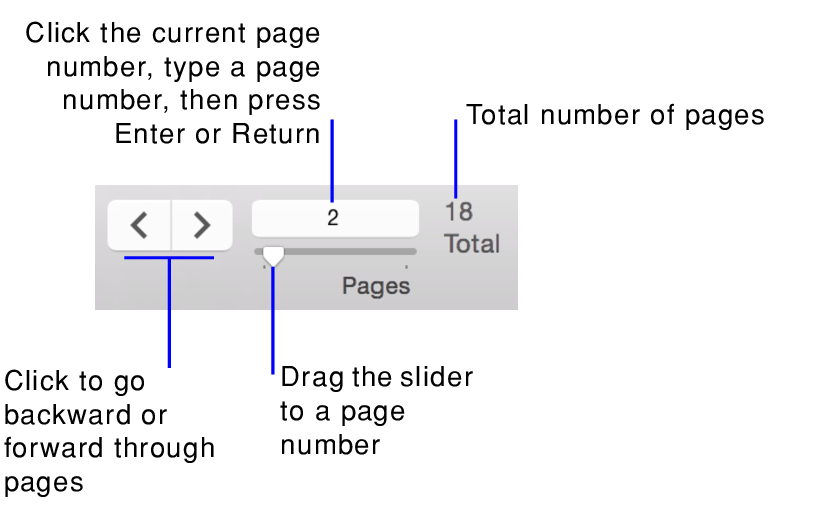 Click the current page
number, type a page
number, then press
Enter or Return
Total number of pages
2
18
Total
Pages
Click to go
backward or
forward through
pages
Drag the slider
to a page
number